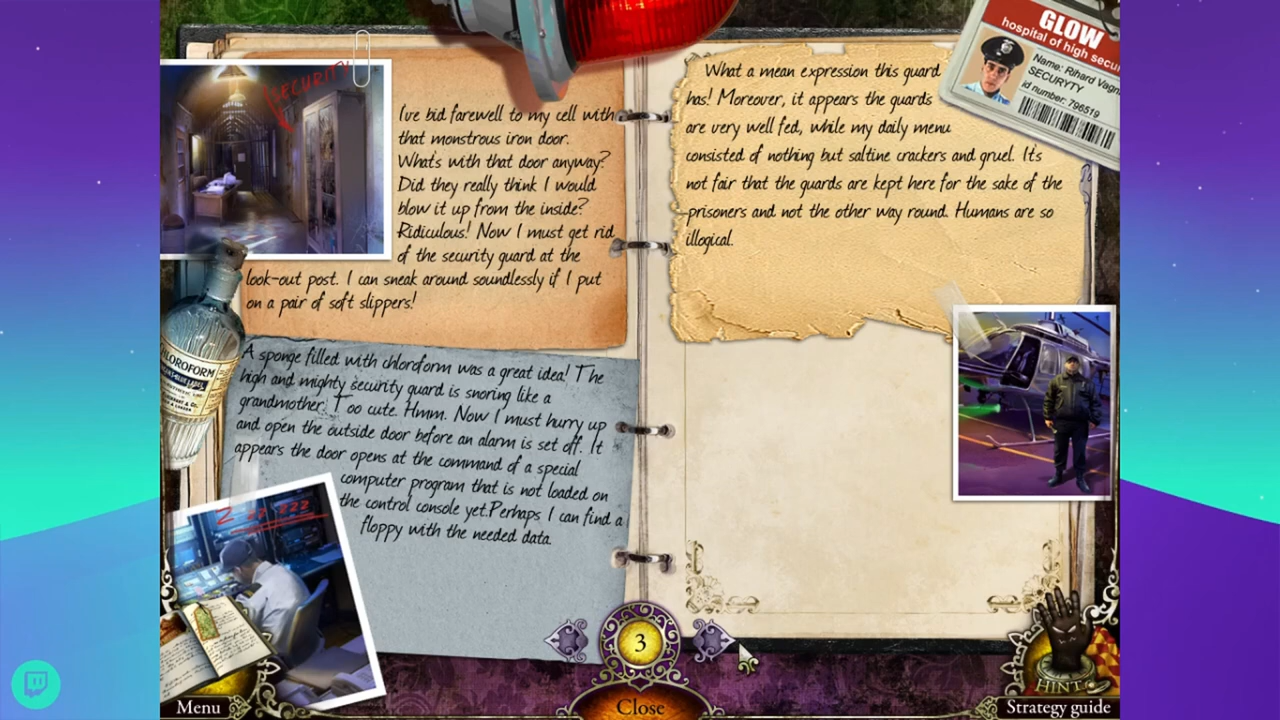 SECURITY
I've bid farewell to my cell with
that monstrous iron door.
What's with that door anyway?
Did they really think I would
blow it up from the inside?
Ridiculous! Now I must get rid
of the security guard at the
look-out post. I can sneak around soundlessly if I put
on a pair of soft slippers!
CHLOROFORM
A sponge filled with chloroform was a great idea! The
high and mighty security guard is snoring like a
grandmother. Too cute. Hmm. Now I must hurry up
and open the outside door before an alarm is set off. It
appears the door opens at the command of a special
computer program that is not loaded on
the control console yet.Perhaps I can find a
floppy with the needed data.
Z zz zzz
What a mean expression this guard
has! Moreover, it appears the guards
are very well fed, while my daily menu
consisted of nothing but saltine crackers and gruel. It's
not fair that the guards are kept here for the sake of the
prisoners and not the other way round. Humans are so
illogical.
GLOW
hospital of high secur
Name: Rihard Vagn
SECURYTY
id number: 796519
3
Menu
Close
HINT
Strategy guide